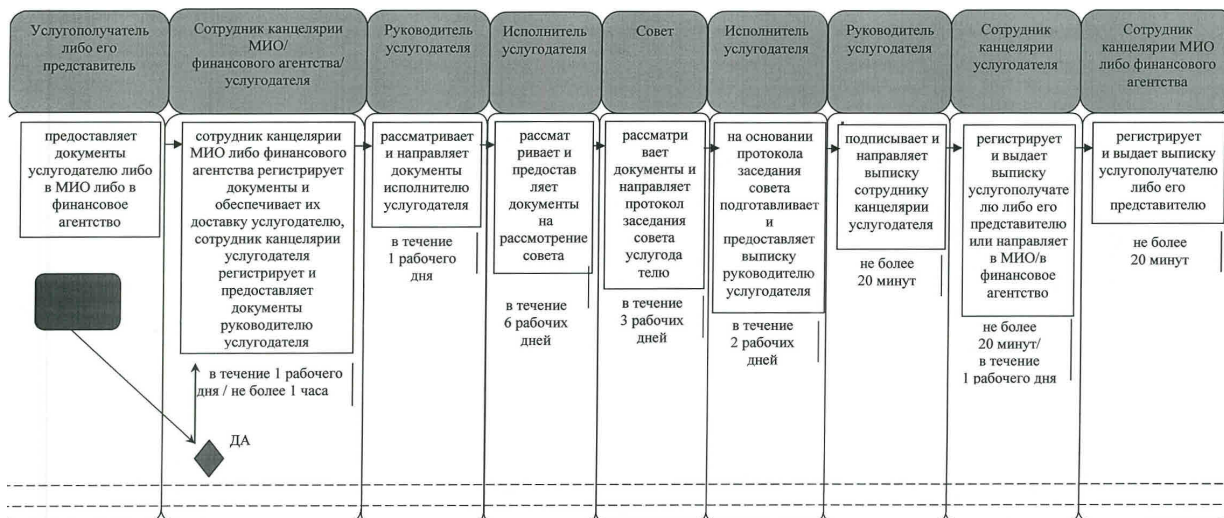 Услугополучатель
либо его
представитель
Сотрудник канцелярии
МИО/
финансового агентства/
услугодателя
Руководитель
услугодателя
Исполнитель
услугодателя
Совет
Исполнитель
услугодателя
Руководитель
услугодателя
Сотрудник
канцелярии
услугодателя
Сотрудник
канцелярии МИО
либо финансового
агентства
предоставляет
документы
услугодателю либо
в МИО либо в
финансовое
агентство
сотрудник канцелярии
МИО либо финансового
агентства регистрирует
документы и
обеспечивает их
доставку услугодателю,
сотрудник канцелярии
услугодателя
регистрирует и
предоставляет
документы
руководителю
услугодателя
в течение 1 рабочего
дня / не более 1 часа
ДА
рассматривает
и направляет
документы
исполнителю
услугодателя
в течение
1 рабочего
дня
рассмат
ривает и
предостав
ляет
документы
на
рассмотрение
совета
в течение
6 рабочих
дней
рассматри
вает
документы и
направляет
протокол
заседания
совета
услугода
телю
в течение
3 рабочих
дней
на основании
протокола
заседания
совета
подготавливает
и
предоставляет
выписку
руководителю
услугодателя
в течение
2 рабочих
дней
подписывает и
направляет
выписку
сотруднику
канцелярии
услугодателя
не более
20 минут
регистрирует
и выдает
выписку
услугополучате
лю либо его
представителю
или направляет
в МИО/в
финансовое
агентство
не более
20 минут/
в течение
1 рабочего дня
регистрирует
и выдает выписку
услугополучателю
либо его
представителю
не более
20 минут